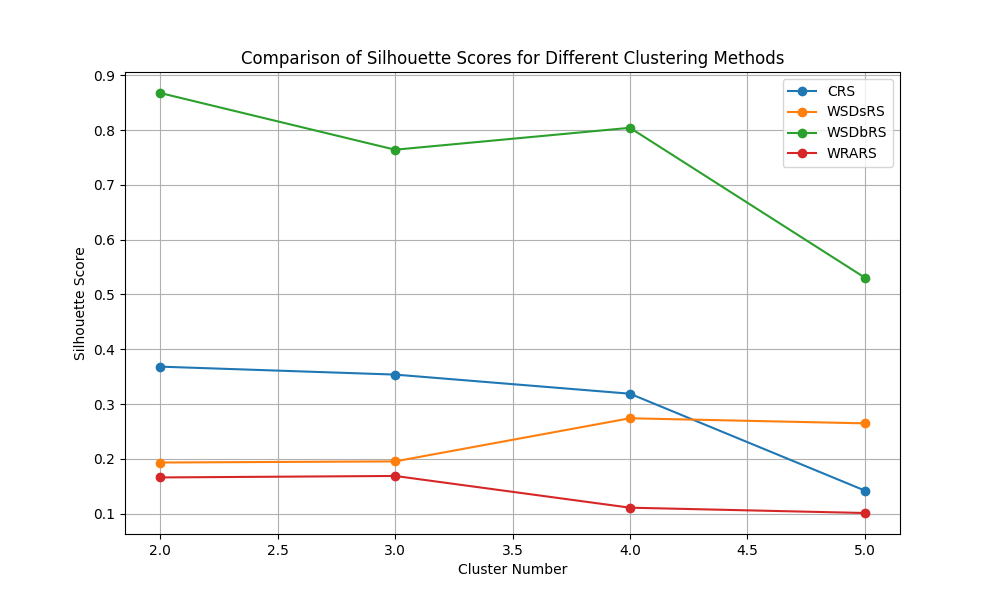 Comparison of Silhouette Scores for Different Clustering Methods
CRS
WSDsRS
WSDbRS
WRARS
Silhouette Score
0.9
0.8
0.7
0.6
0.5
0.4
0.3
0.2
0.1
2.0
2.5
3.0
3.5
4.0
4.5
5.0
Cluster Number